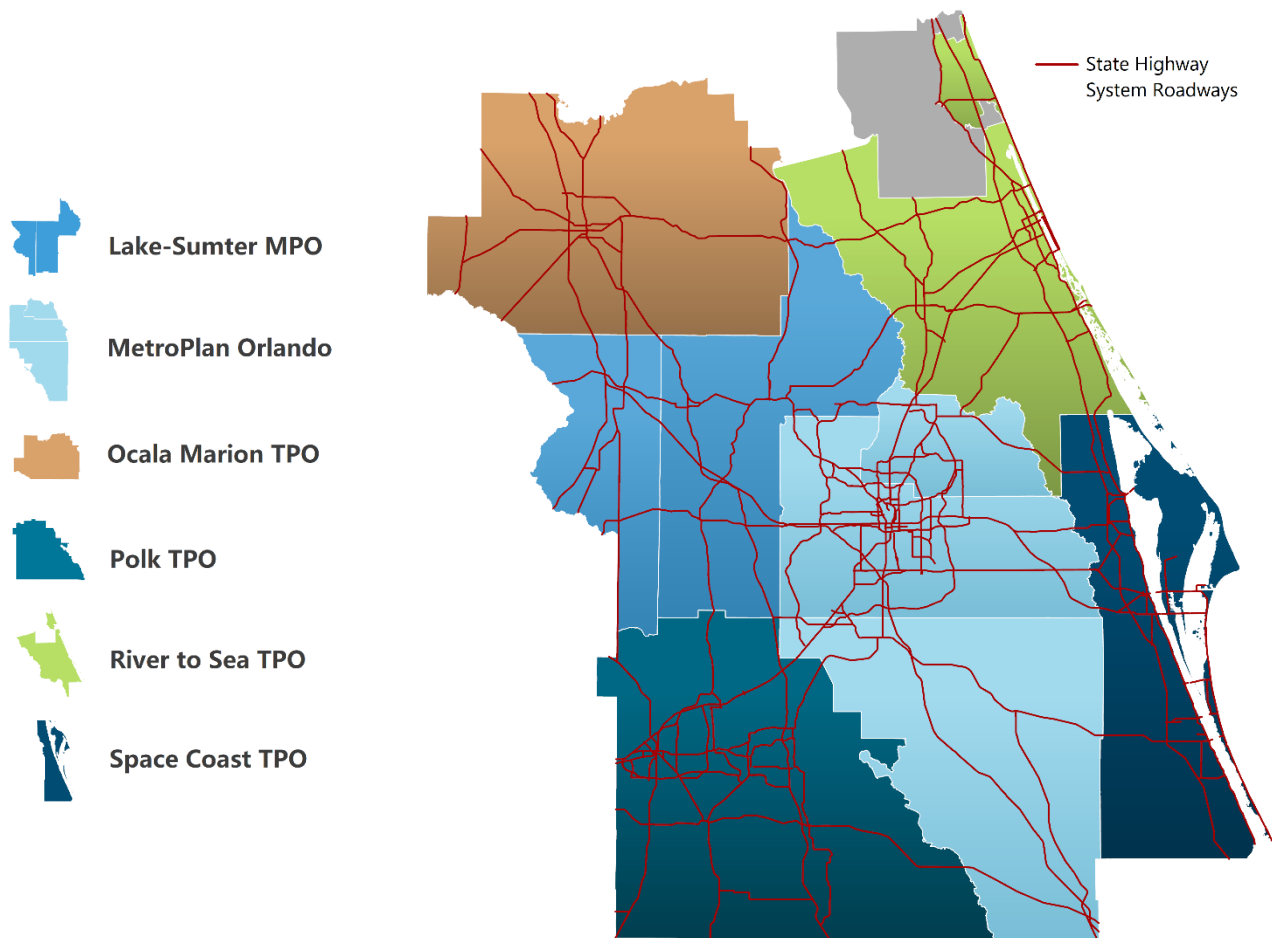 State Highway
System Roadways
Lake-Sumter MPO
MetroPlan Orlando
Ocala Marion TPO
Polk TPO
River to Sea TPO
Space Coast TPO